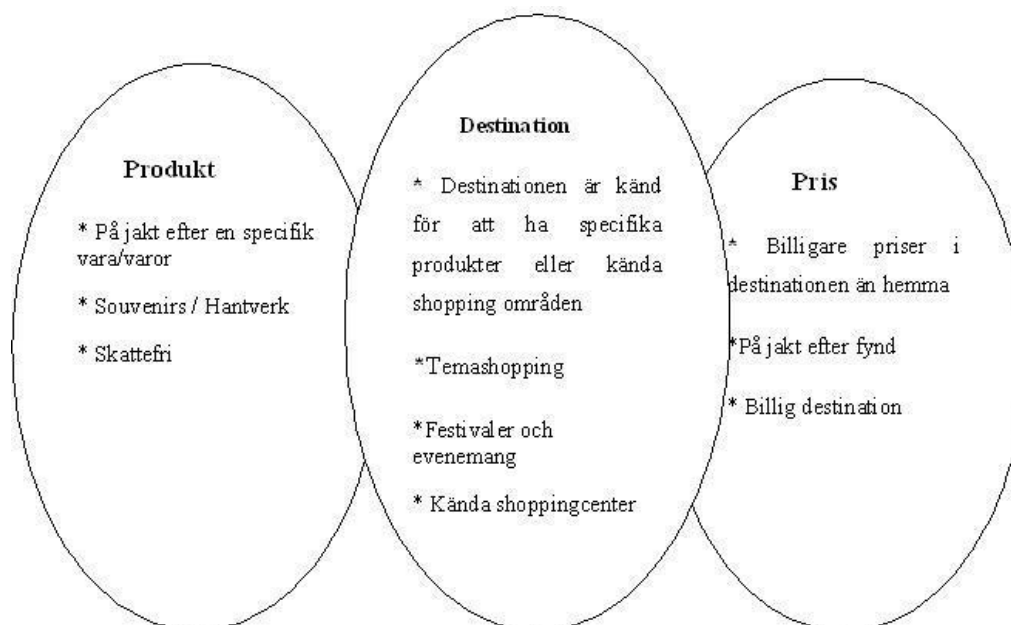 Produkt
* På jakt efter en specifik
vara/varor
* Souvenirs / Hantverk
* Skattefri
Destination
* Destinationen är känd
för att ha specifika
produkter eller kända
shopping områden
*Temashopping
*Festivaler och
evenemang
* Kända shoppingcenter
Pris
* Billigare priser i
destinationen än hemma
*På jakt efter fynd
* Billig destination